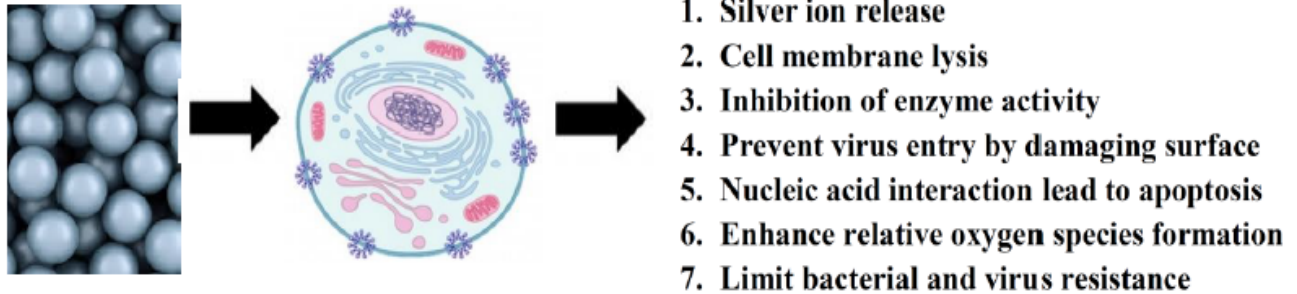 1. Silver ion release
2. Cell membrane lysis
3. Inhibition of enzyme activity
4. Prevent virus entry by damaging surface
5. Nucleic acid interaction lead to apoptosis
6. Enhance relative oxygen species formation
7. Limit bacterial and virus resistance